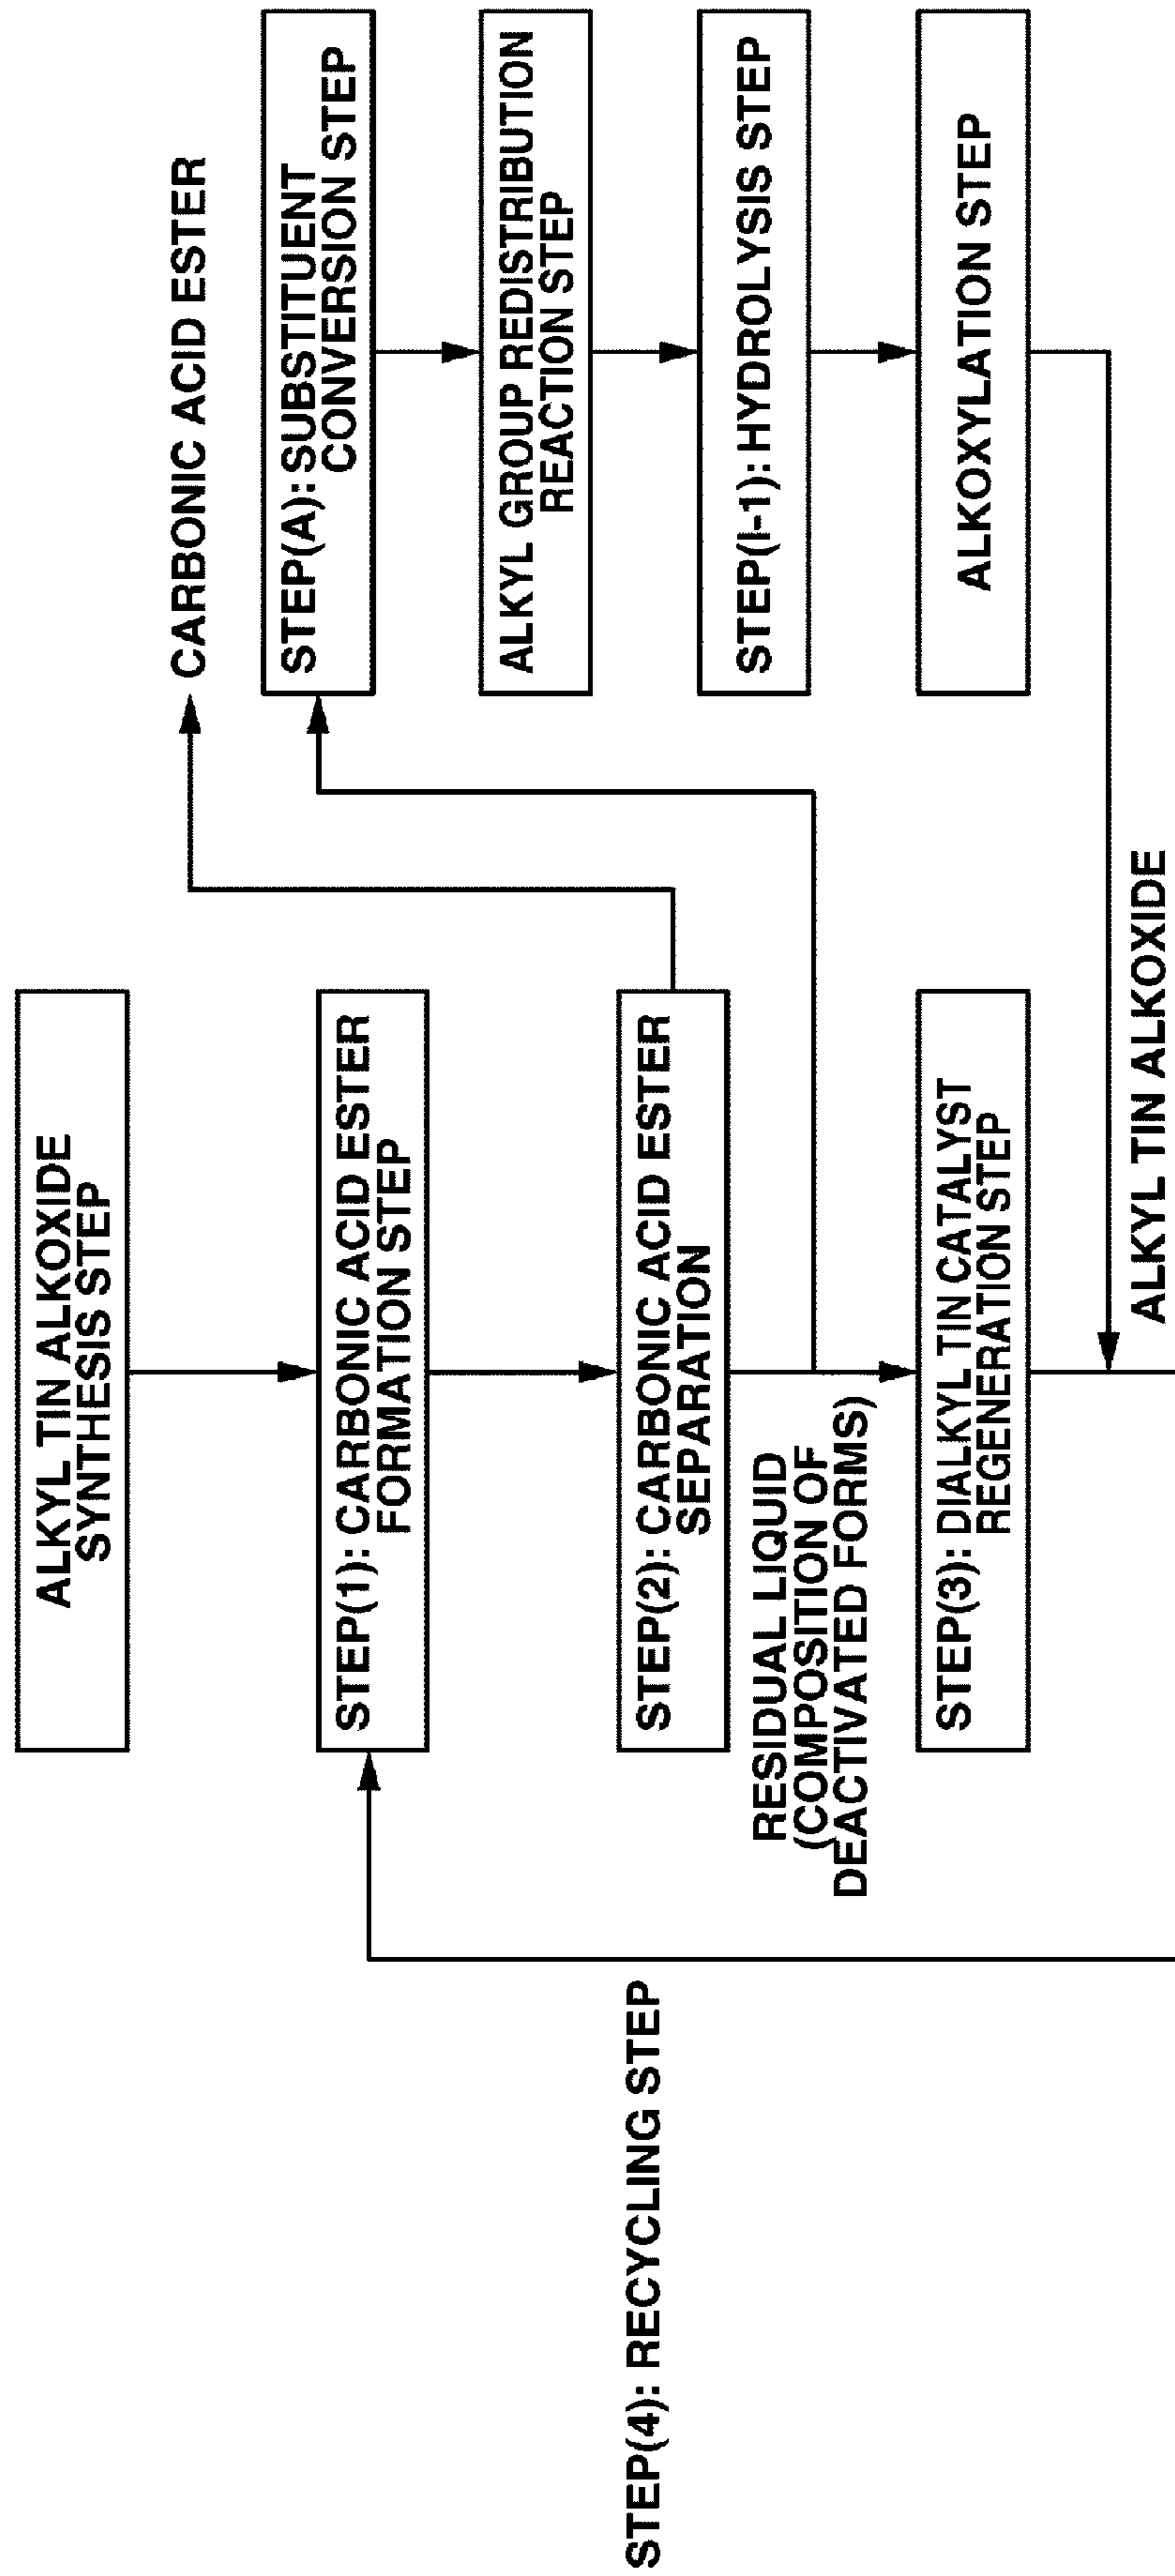 ALKYL TIN ALKOXIDE
SYNTHESIS STEP
STEP(1): CARBONIC ACID ESTER
FORMATION STEP
STEP(2): CARBONIC ACID ESTER
SEPARATION
RESIDUAL LIQUID
(COMPOSITION OF
DEACTIVATED FORMS)
STEP(3): DIALKYL TIN CATALYST
REGENERATION STEP
STEP(4): RECYCLING STEP
CARBONIC ACID ESTER
STEP(A): SUBSTITUENT
CONVERSION STEP
ALKYL GROUP REDISTRIBUTION
REACTION STEP
STEP(I-1): HYDROLYSIS STEP
ALKOXYLATION STEP
ALKYL TIN ALKOXIDE